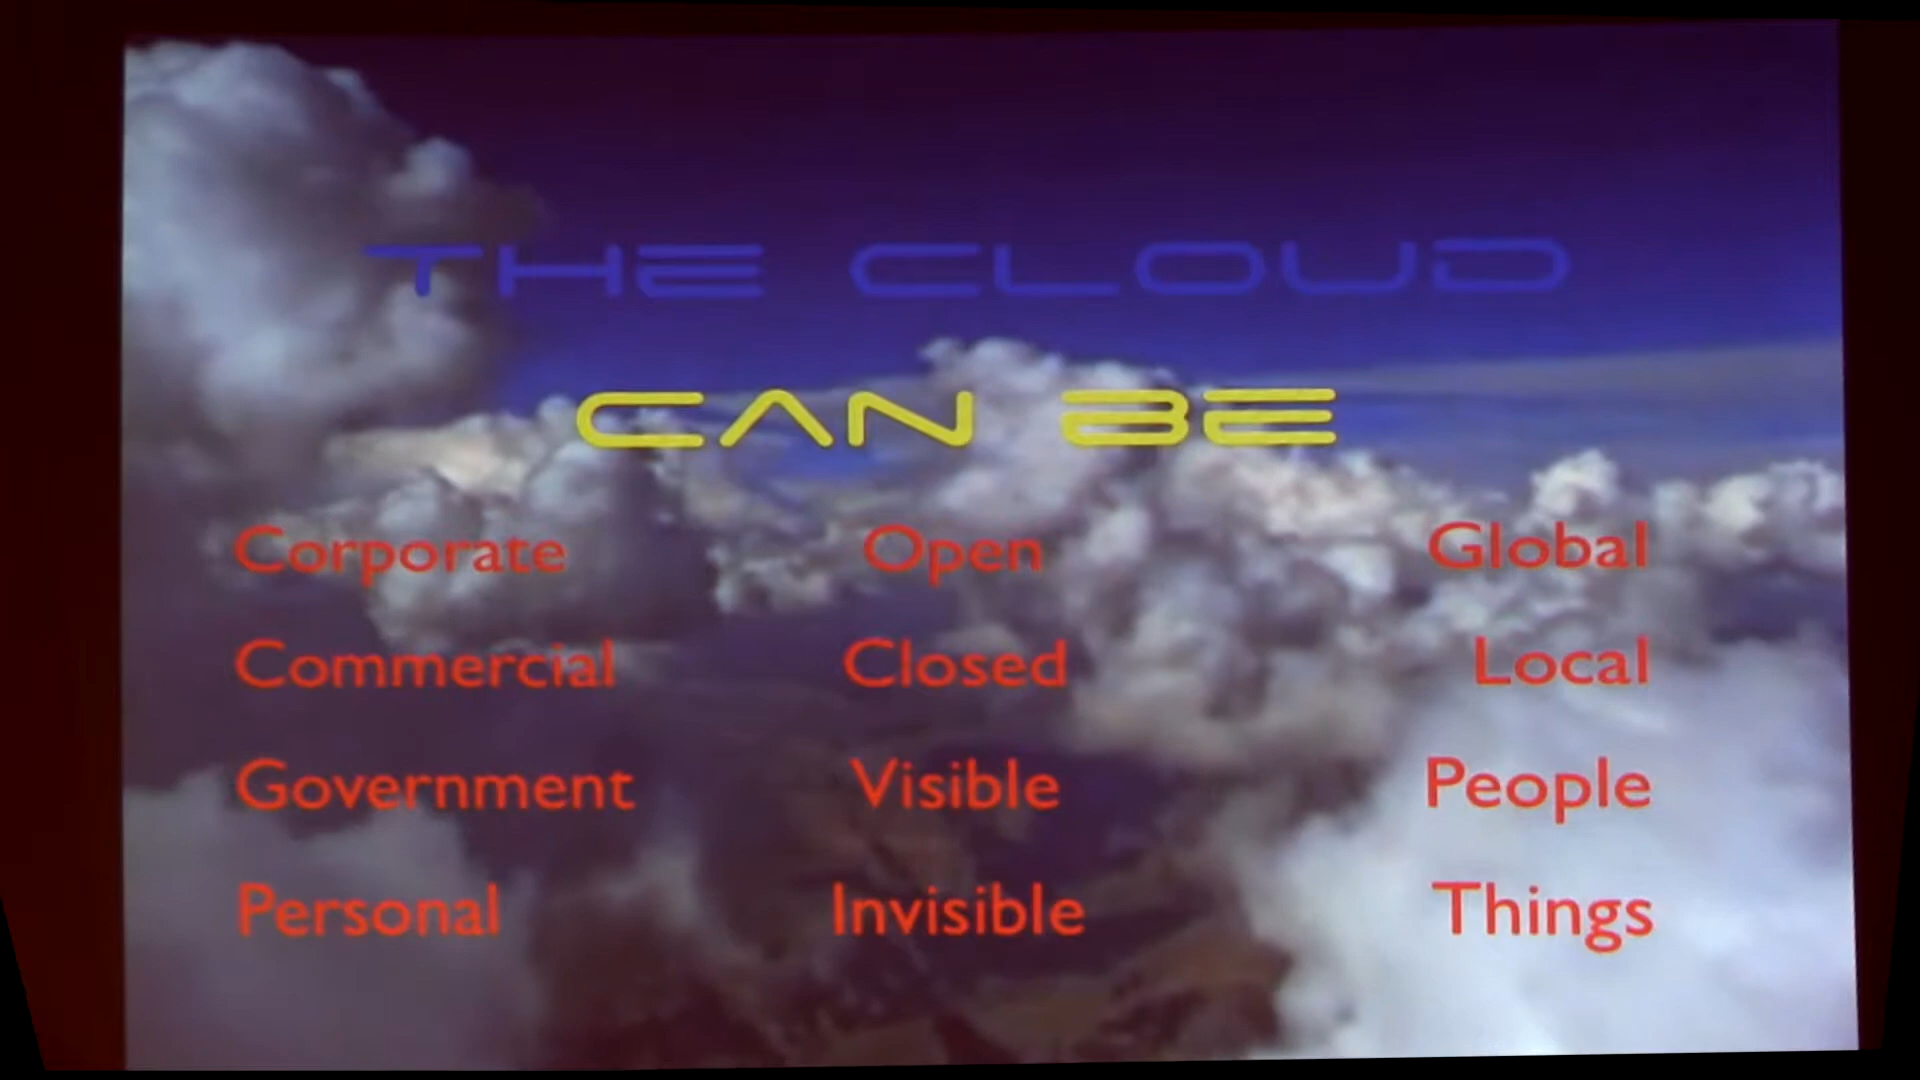 THE CLOUD
CAN BE
Corporate Open Global
Commercial Closed Local
Government Visible People
Personal Invisible Things